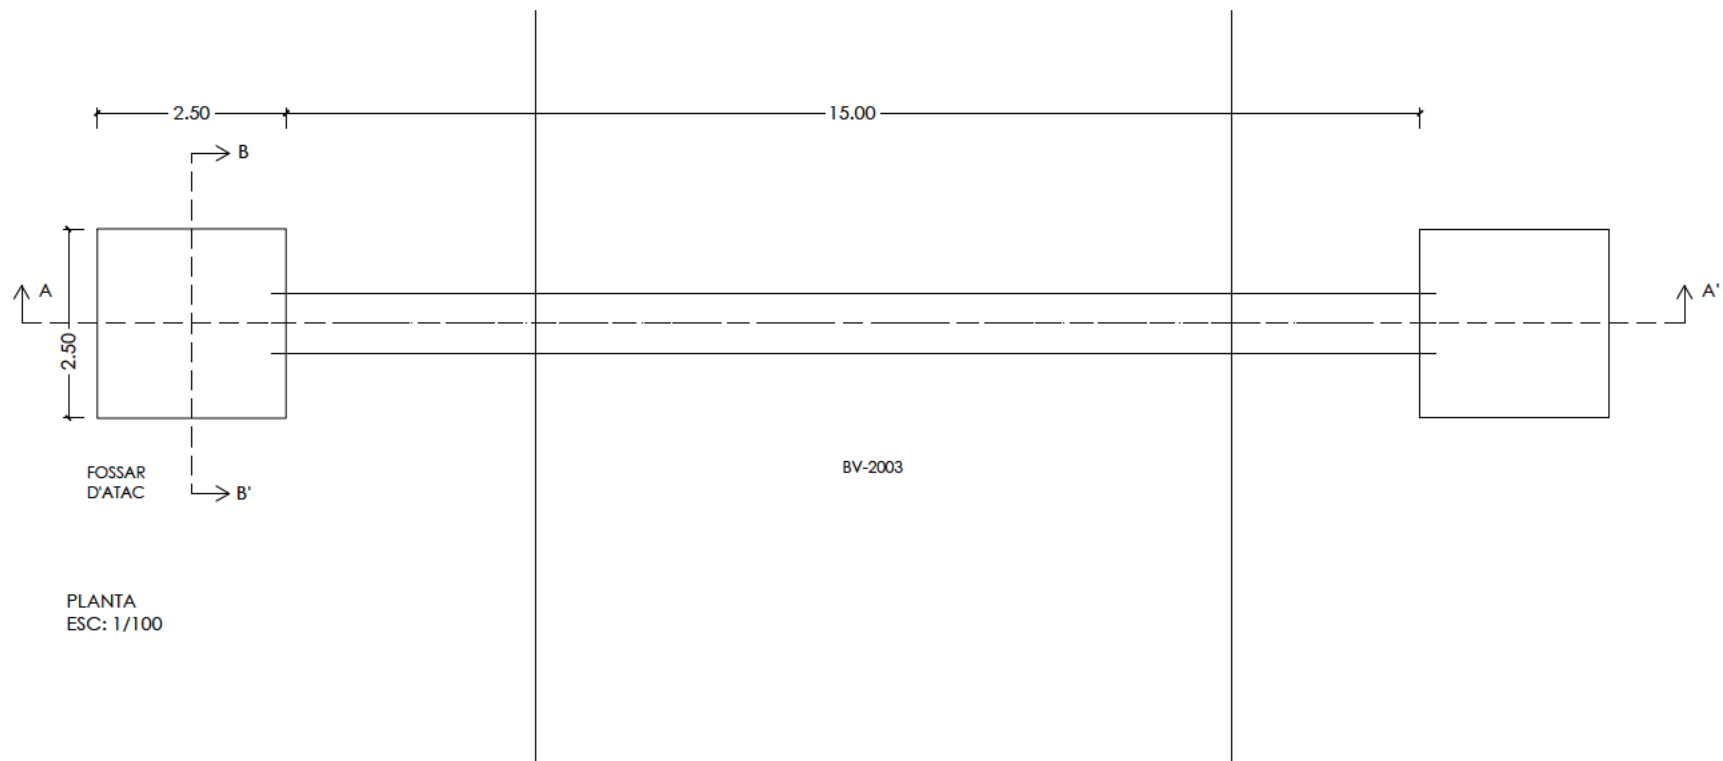 2.50
15.00
B
A
A'
2.50
FOSSAR
D'ATAC
B'
BV-2003
PLANTA
ESC: 1/100